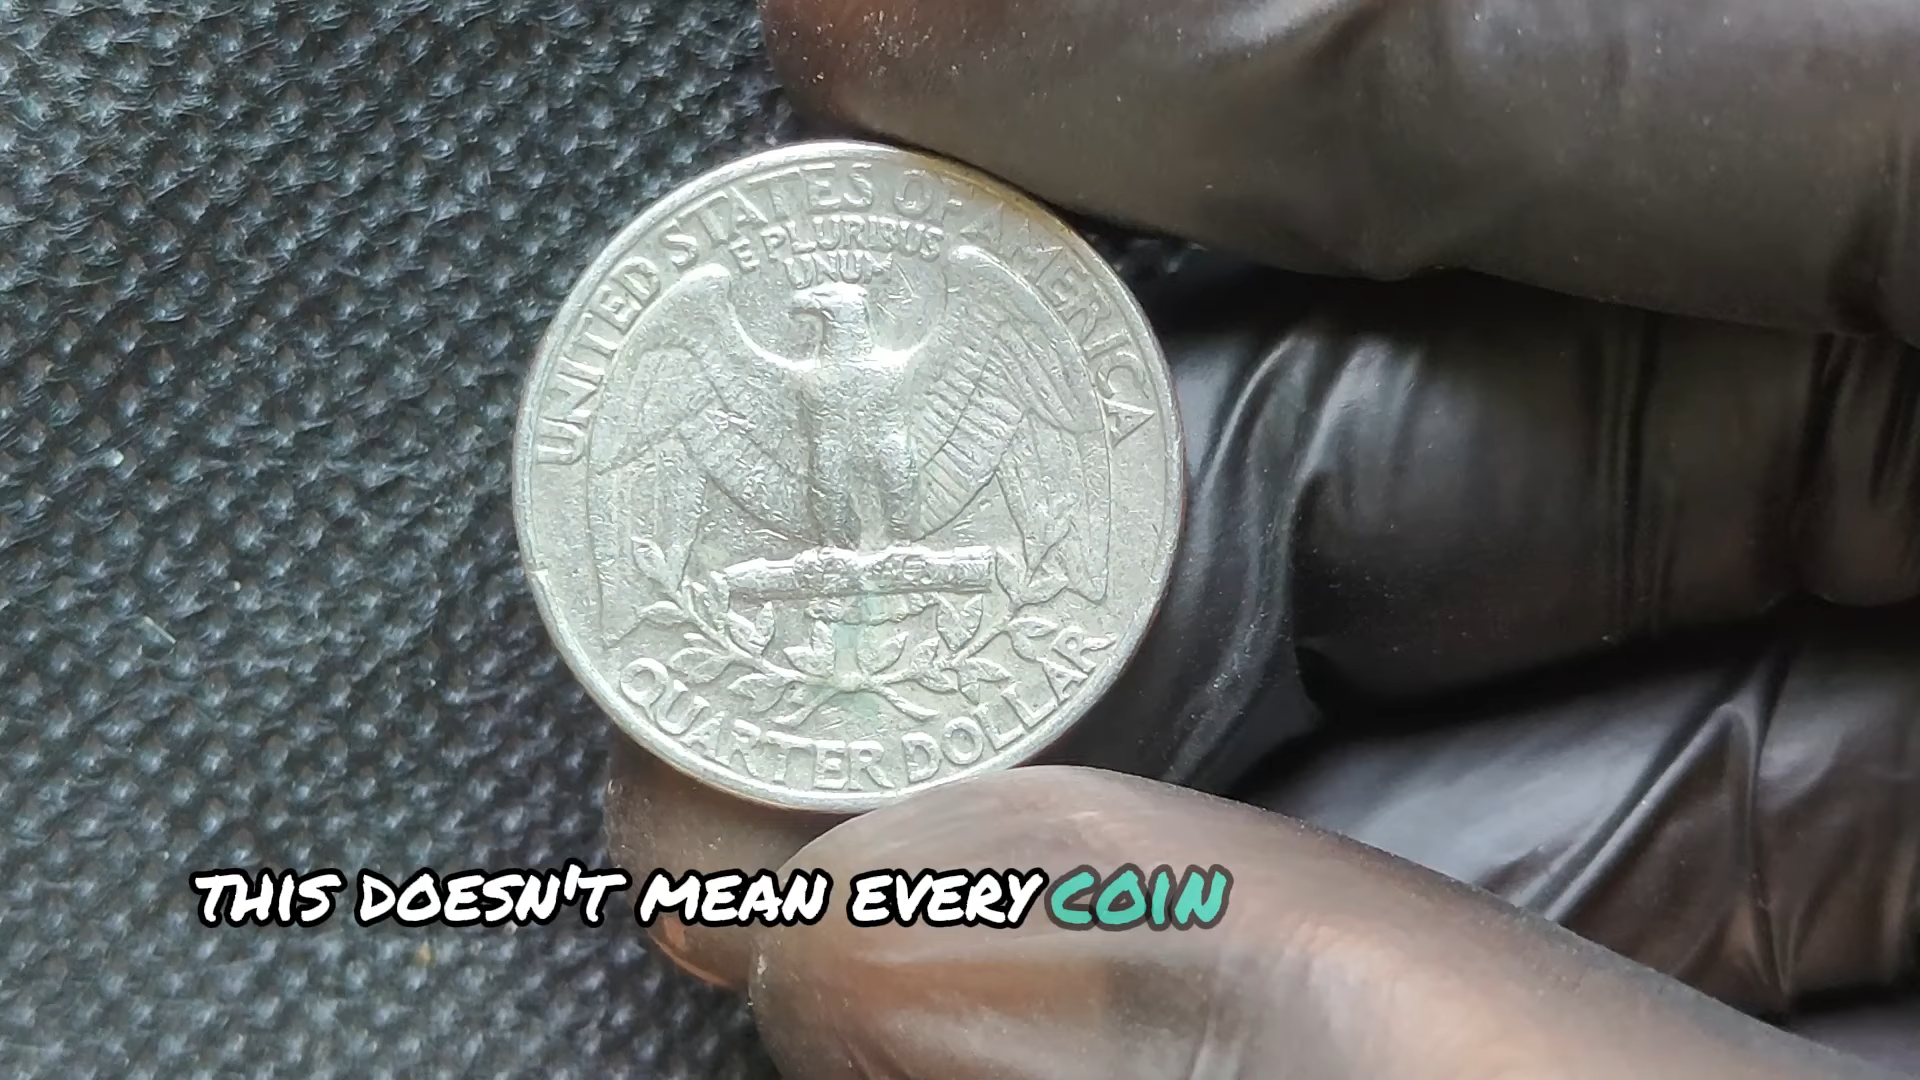 UNITED STATES OF AMERICA
E PLURIBUS
UNUM
QUARTER DOLLAR
THIS DOESN'T MEAN EVERY COIN